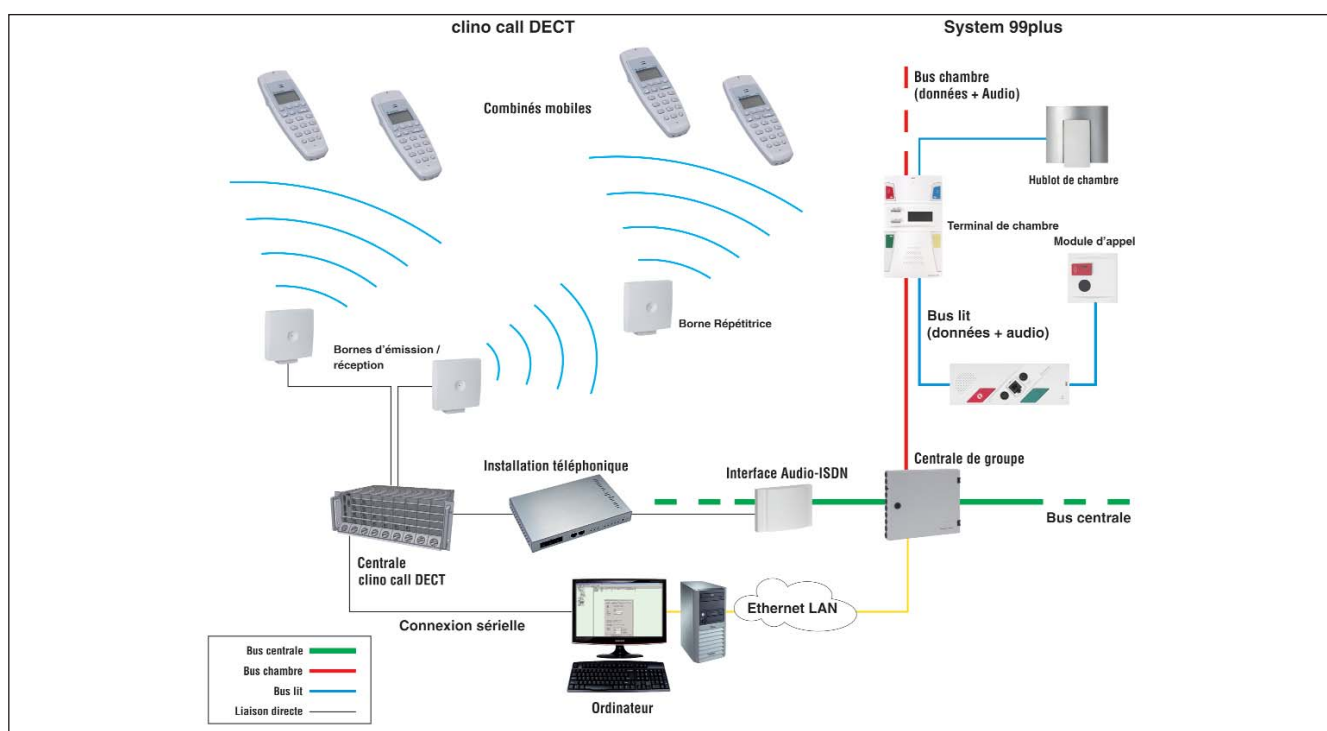 clino call DECT
System 99plus
Bus chambre
(données + Audio)
Combinés mobiles
Hublot de chambre
Terminal de chambre
Module d'appel
Bus lit
(données + audio)
Borne Répétitrice
Bornes d'émission /
réception
Installation téléphonique
Interface Audio-ISDN
Centrale de groupe
Bus centrale
Centrale
clino call DECT
Ethernet LAN
Connexion sérielle
Ordinateur
Bus centrale
Bus chambre
Bus lit
Liaison directe